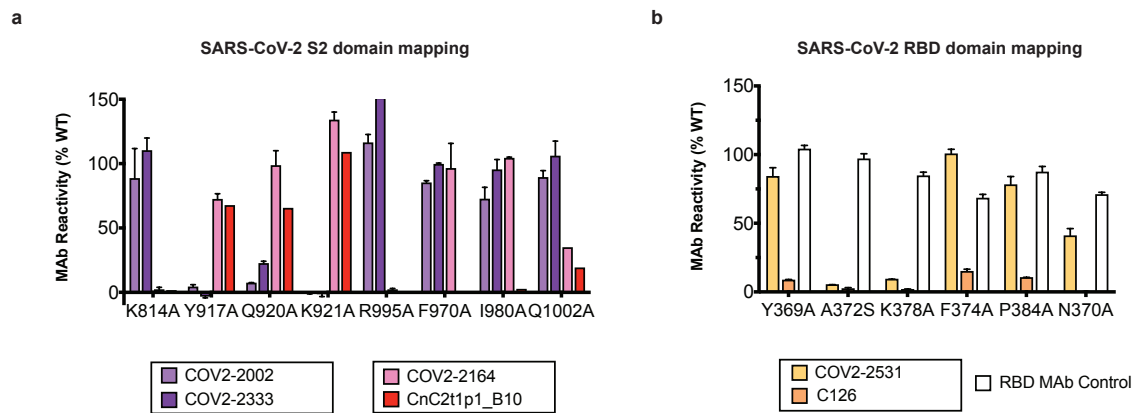 a
SARS-CoV-2 S2 domain mapping
MAb Reactivity (% WT)
150
100
50
0
K814A Y917A Q920A K921A R995A F970A I980A Q1002A
COV2-2002
COV2-2333
COV2-2164
CnC2t1p1_B10
b
SARS-CoV-2 RBD domain mapping
MAb Reactivity (% WT)
150
100
50
0
Y369A A372S K378A F374A P384A N370A
COV2-2531
C126
RBD MAb Control